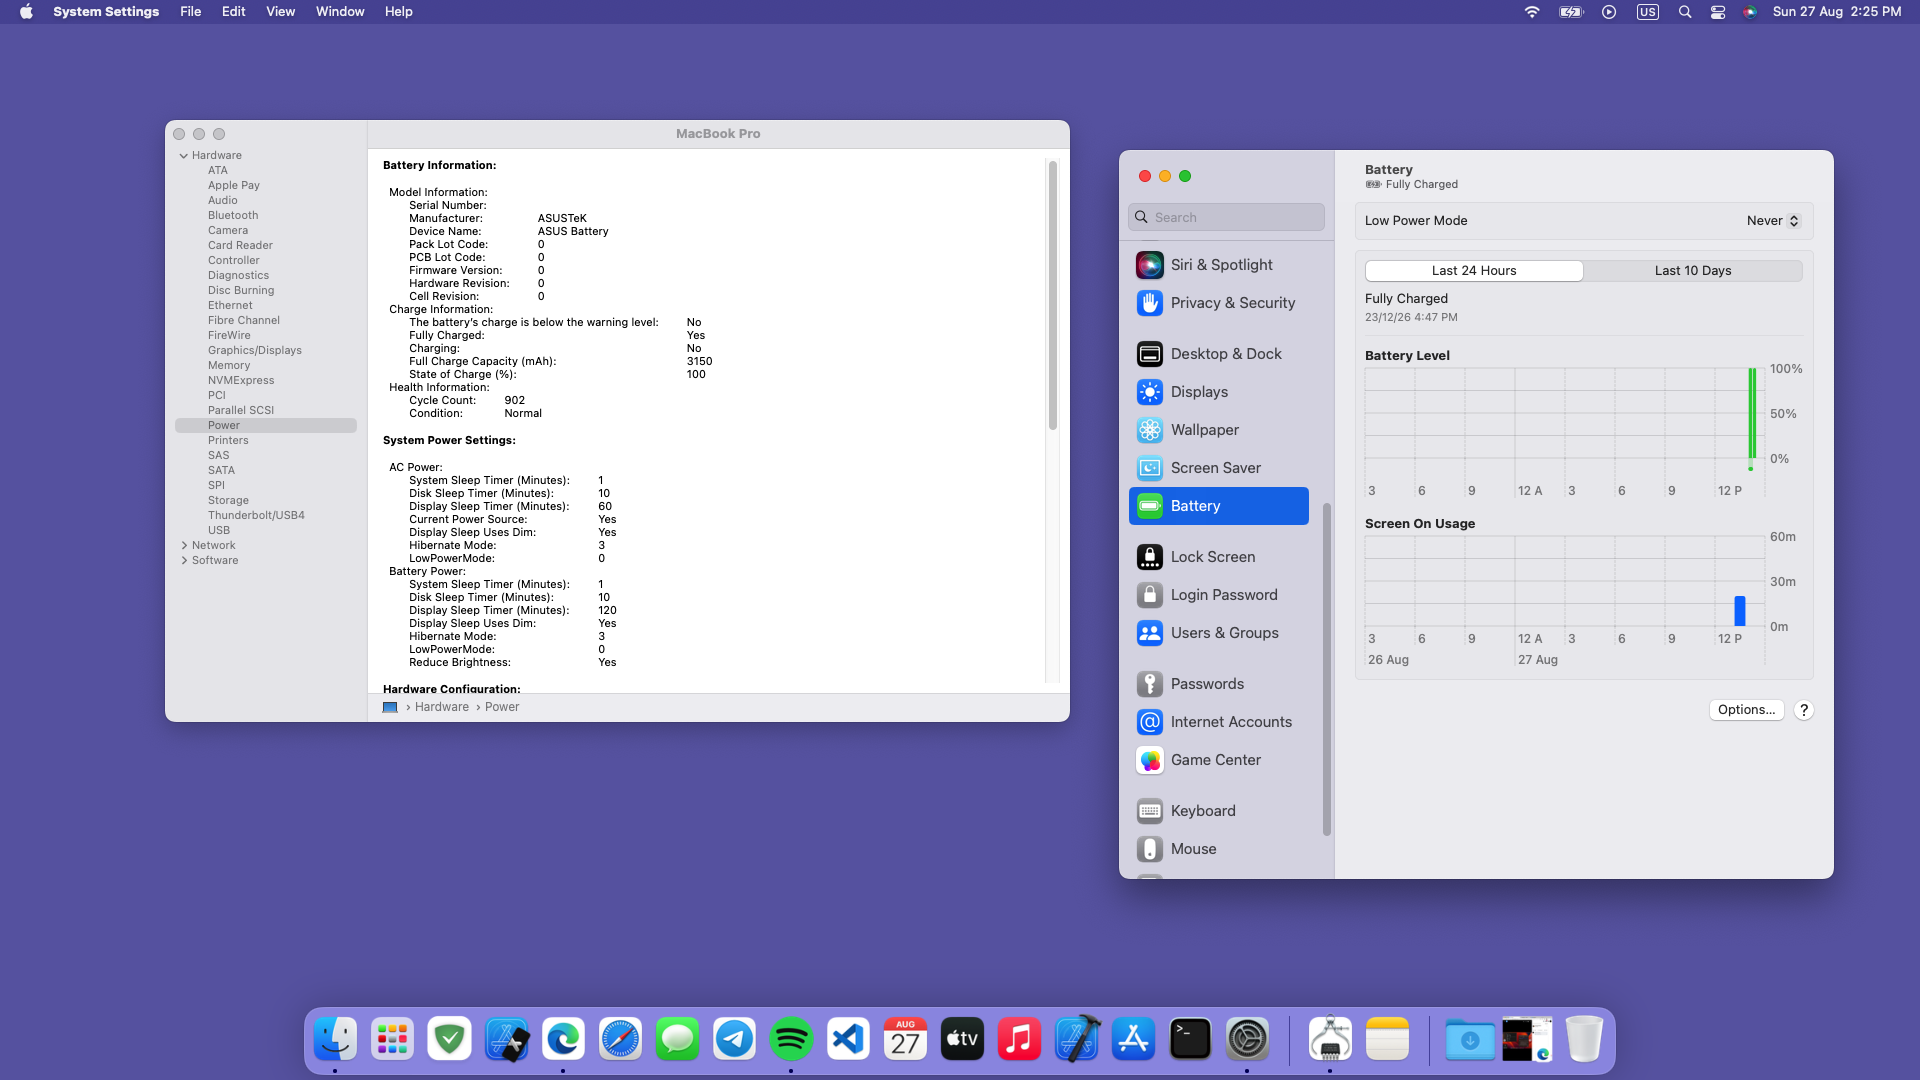 System Settings File Edit View Window Help
US Sun 27 Aug 2:25 PM
MacBook Pro
Hardware
ATA
Apple Pay
Audio
Bluetooth
Camera
Card Reader
Controller
Diagnostics
Disc Burning
Ethernet
Fibre Channel
FireWire
Graphics/Displays
Memory
NVMExpress
PCI
Parallel SCSI
Power
Printers
SAS
SATA
SPI
Storage
Thunderbolt/USB4
USB
Network
Software
Battery Information:
Model Information:
Serial Number:
Manufacturer: ASUSTeK
Device Name: ASUS Battery
Pack Lot Code: 0
PCB Lot Code: 0
Firmware Version: 0
Hardware Revision: 0
Cell Revision: 0
Charge Information:
The battery's charge is below the warning level: No
Fully Charged: Yes
Charging: No
Full Charge Capacity (mAh): 3150
State of Charge (%): 100
Health Information:
Cycle Count: 902
Condition: Normal
System Power Settings:
AC Power:
System Sleep Timer (Minutes): 1
Disk Sleep Timer (Minutes): 10
Display Sleep Timer (Minutes): 60
Current Power Source: Yes
Display Sleep Uses Dim: Yes
Hibernate Mode: 3
LowPowerMode: 0
Battery Power:
System Sleep Timer (Minutes): 1
Disk Sleep Timer (Minutes): 10
Display Sleep Timer (Minutes): 120
Display Sleep Uses Dim: Yes
Hibernate Mode: 3
LowPowerMode: 0
Reduce Brightness: Yes
Hardware Configuration:
› Hardware › Power
Search
Siri & Spotlight
Privacy & Security
Desktop & Dock
Displays
Wallpaper
Screen Saver
Battery
Lock Screen
Login Password
Users & Groups
Passwords
Internet Accounts
Game Center
Keyboard
Mouse
Battery
Fully Charged
Low Power Mode Never
Last 24 Hours Last 10 Days
Fully Charged
23/12/26 4:47 PM
Battery Level
100%
50%
0%
3 6 9 12 A 3 6 9 12 P
Screen On Usage
60m
30m
0m
3 6 9 12 A 3 6 9 12 P
26 Aug 27 Aug
Options... ?
AUG
27
tv
>_